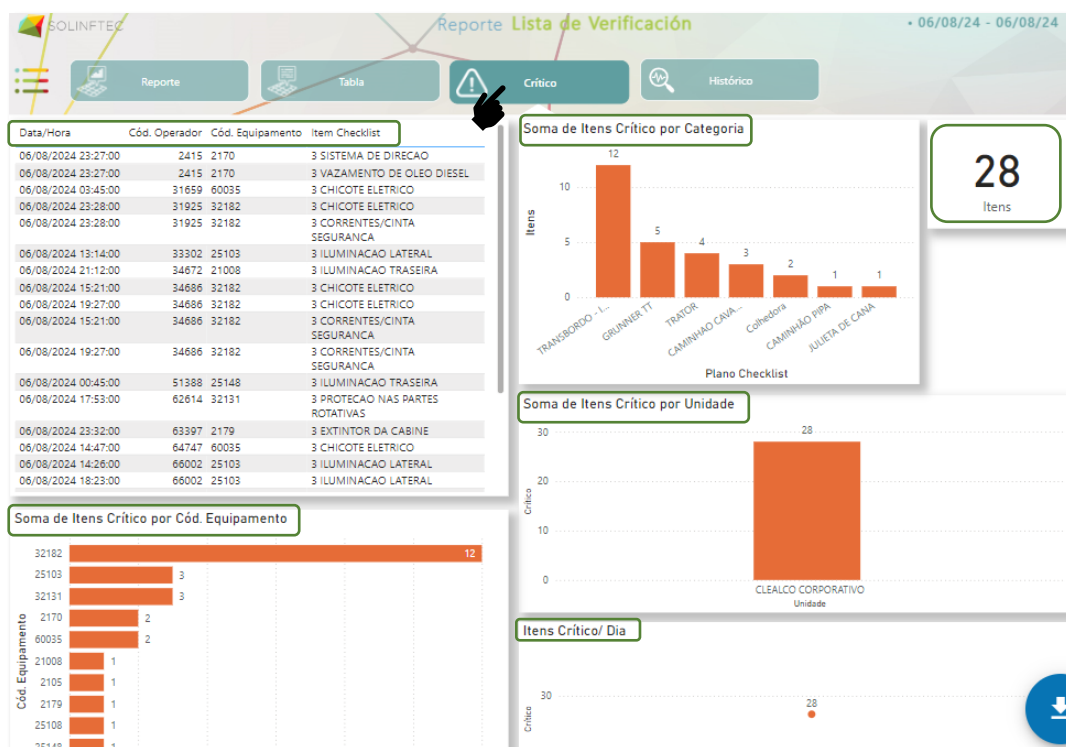 SOLINFTEC
Reporte Lista de Verificación
• 06/08/24 - 06/08/24
Reporte
Tabla
Crítico
Histórico
Data/Hora Cód. Operador Cód. Equipamento Item Checklist
06/08/2024 23:27:00 2415 2170 3 SISTEMA DE DIRECAO
06/08/2024 23:27:00 2415 2170 3 VAZAMENTO DE OLEO DIESEL
06/08/2024 03:45:00 31659 60035 3 CHICOTE ELETRICO
06/08/2024 23:28:00 31925 32182 3 CHICOTE ELETRICO
06/08/2024 23:28:00 31925 32182 3 CORRENTES/CINTA
SEGURANCA
06/08/2024 13:14:00 33302 25103 3 ILUMINACAO LATERAL
06/08/2024 21:12:00 34672 21008 3 ILUMINACAO TRASEIRA
06/08/2024 15:21:00 34686 32182 3 CHICOTE ELETRICO
06/08/2024 19:27:00 34686 32182 3 CHICOTE ELETRICO
06/08/2024 15:21:00 34686 32182 3 CORRENTES/CINTA
SEGURANCA
06/08/2024 19:27:00 34686 32182 3 CORRENTES/CINTA
SEGURANCA
06/08/2024 00:45:00 51388 25148 3 ILUMINACAO TRASEIRA
06/08/2024 17:53:00 62614 32131 3 PROTECAO NAS PARTES
ROTATIVAS
06/08/2024 23:32:00 63397 2179 3 EXTINTOR DA CABINE
06/08/2024 14:47:00 64747 60035 3 CHICOTE ELETRICO
06/08/2024 14:26:00 66002 25103 3 ILUMINACAO LATERAL
06/08/2024 18:23:00 66002 25103 3 ILUMINACAO LATERAL
Soma de Itens Crítico por Categoria
Itens
10
5
0
12
5
4
3
2
1
1
TRANSBORDO - I...
GRUNNER TT
TRATOR
CAMINHAO CAVA...
Colhedora
CAMINHÃO PIPA
JULIETA DE CANA
Plano Checklist
28
Itens
Soma de Itens Crítico por Unidade
Crítico
30
20
10
0
28
CLEALCO CORPORATIVO
Unidade
Soma de Itens Crítico por Cód. Equipamento
Cód. Equipamento
32182 12
25103 3
32131 3
2170 2
60035 2
21008 1
2105 1
2179 1
25108 1
25148 1
Itens Crítico/ Dia
Crítico
30
28